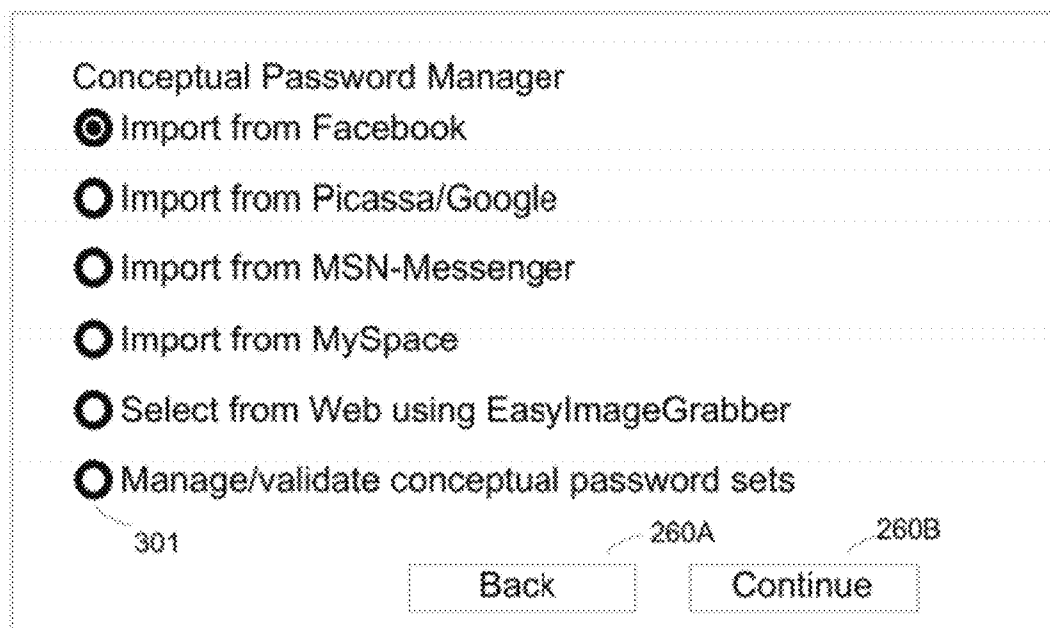 Conceptual Password Manager
Import from Facebook
Import from Picassa/Google
Import from MSN-Messenger
Import from MySpace
Select from Web using EasyImageGrabber
Manage/validate conceptual password sets
301
260A
260B
Back
Continue